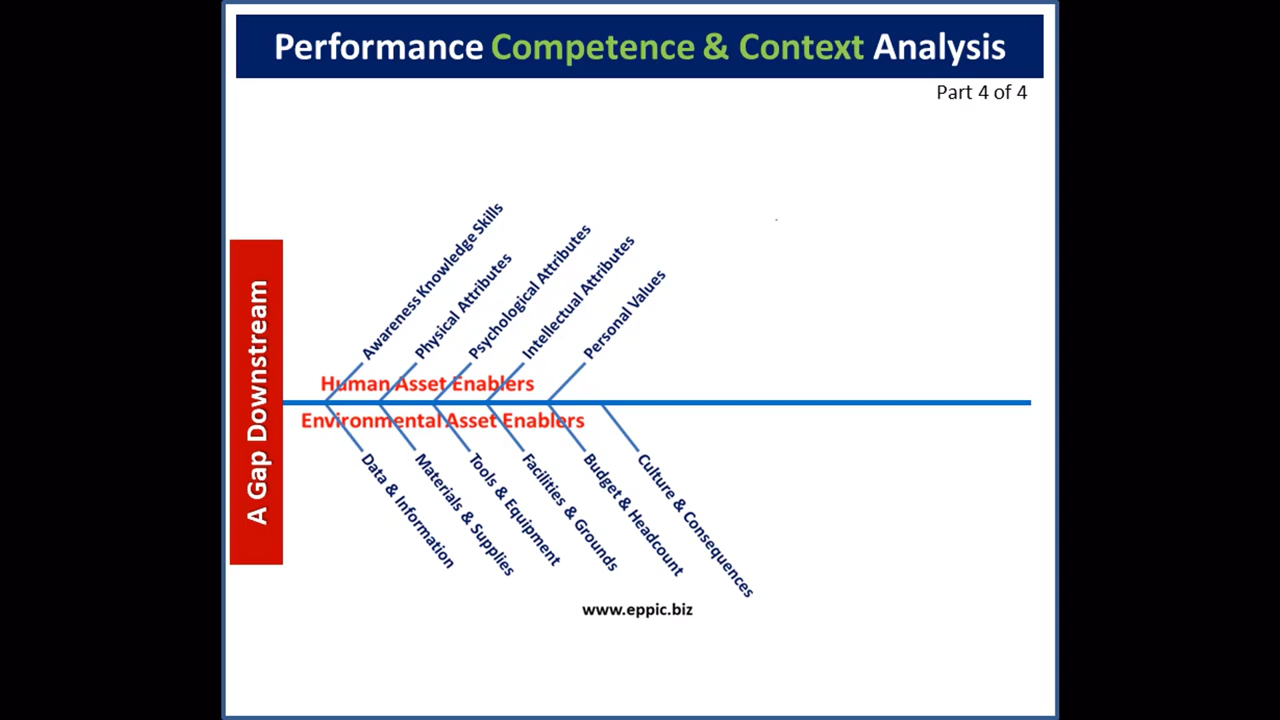 Performance Competence & Context Analysis
Part 4 of 4
A Gap Downstream
Awareness Knowledge Skills
Physical Attributes
Psychological Attributes
Intellectual Attributes
Personal Values
Human Asset Enablers
Environmental Asset Enablers
Data & Information
Materials & Supplies
Tools & Equipment
Facilities & Grounds
Budget & Headcount
Culture & Consequences
www.eppic.biz